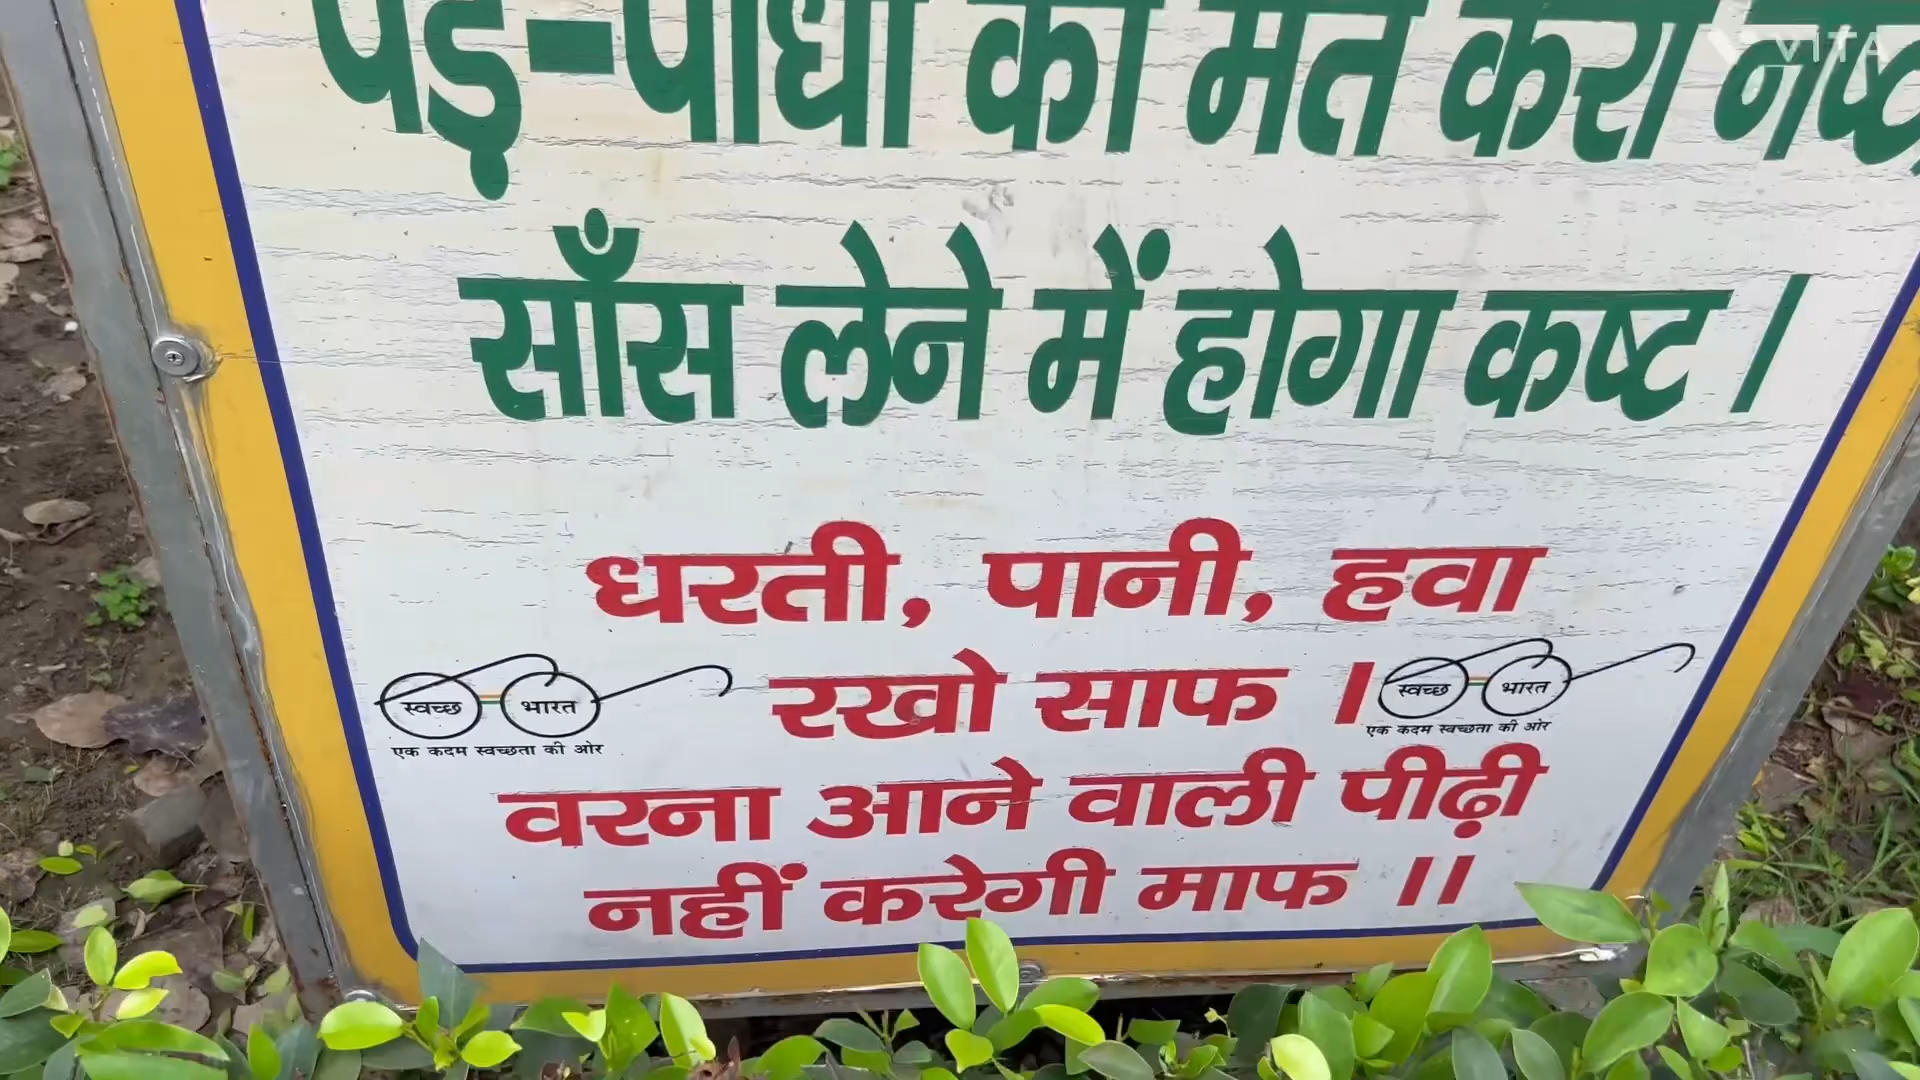 पेड़-पौधों को मत करो नष्ट,
साँस लेने में होगा कष्ट ।
धरती, पानी, हवा
रखो साफ ।
स्वच्छ भारत
एक कदम स्वच्छता की ओर
स्वच्छ भारत
एक कदम स्वच्छता की ओर
वरना आने वाली पीढ़ी
नहीं करेगी माफ ।।
VITA